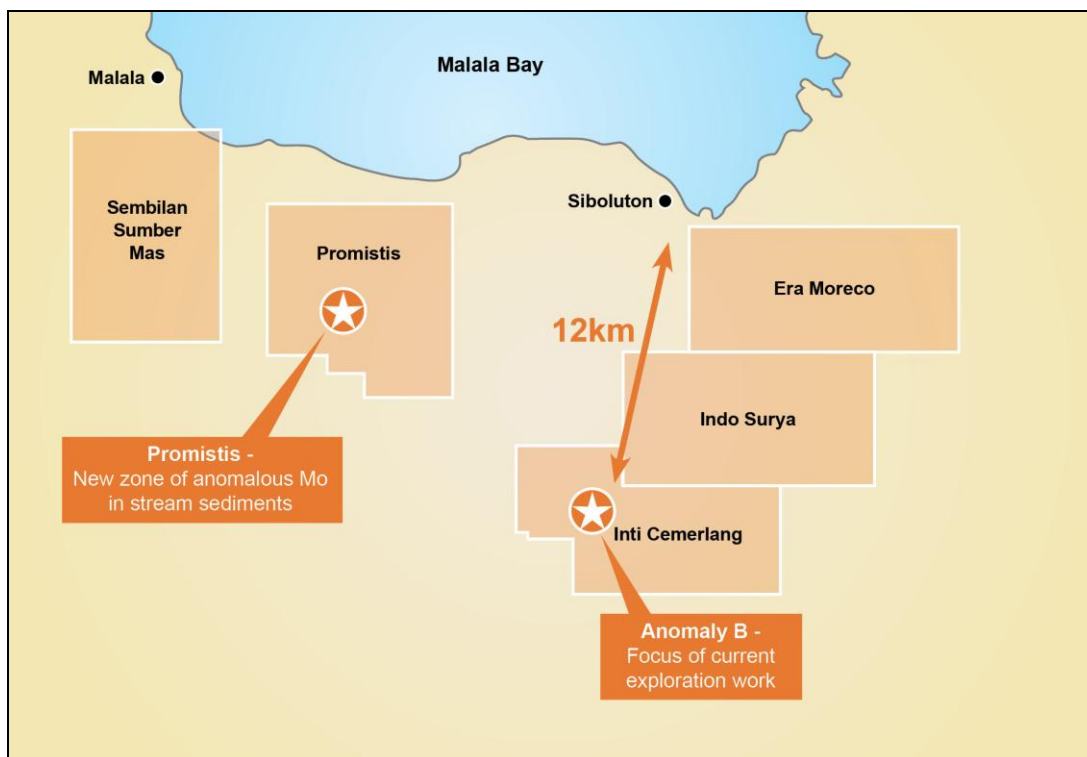 Malala
Malala Bay
Siboluton
Sembilan
Sumber
Mas
Promistis
Era Moreco
12km
Indo Surya
Promistis -
New zone of anomalous Mo
in stream sediments
Inti Cemerlang
Anomaly B -
Focus of current
exploration work